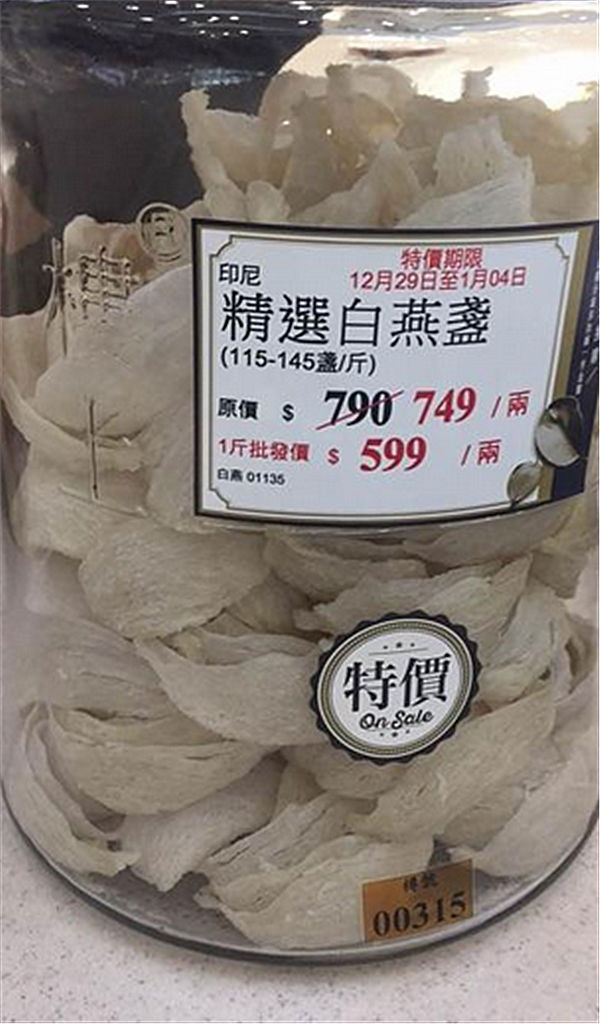 特價期限
印尼 12月29日至1月04日
精選白燕盞
(115-145盞/斤)
原價 $ 790 749 /兩
1斤批發價 $ 599 /兩
白燕 01135
特價
On Sale
樽號
00315